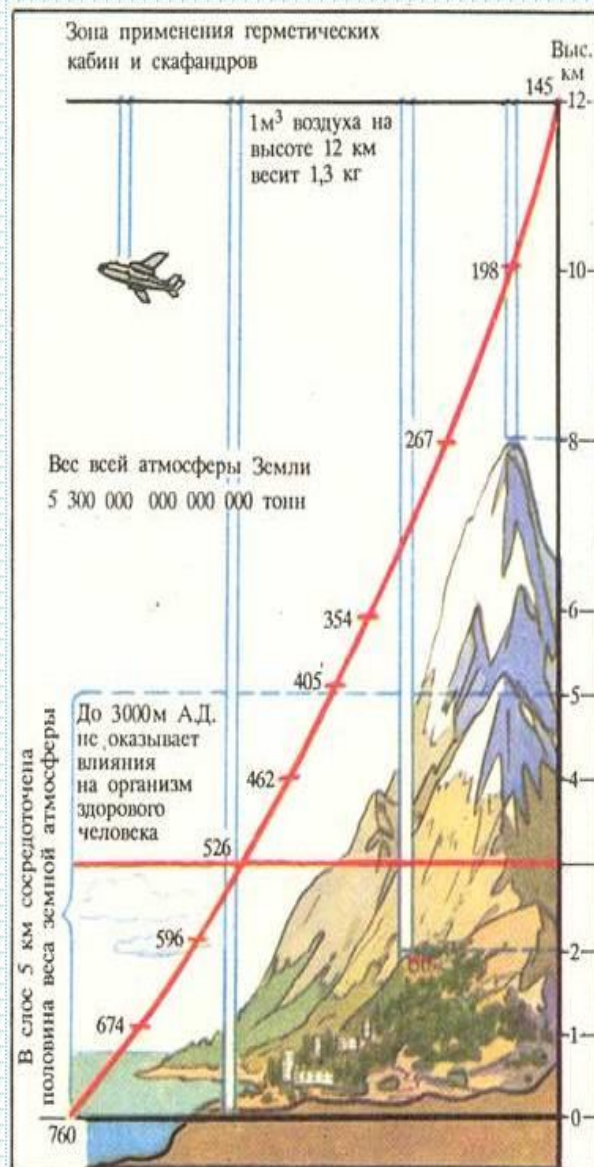 Зона применения герметических
кабин и скафандров
Выс.
км
145
12
1м³ воздуха на
высоте 12 км
весит 1,3 кг
198
10
267
8
Вес всей атмосферы Земли
5 300 000 000 000 000 тонн
354
6
405
5
До 3000м А.Д.
не оказывает
влияния
на организм
здорового
человека
462
4
526
596
2
674
1
760
0
В слое 5 км сосредоточена
половина веса земной атмосферы